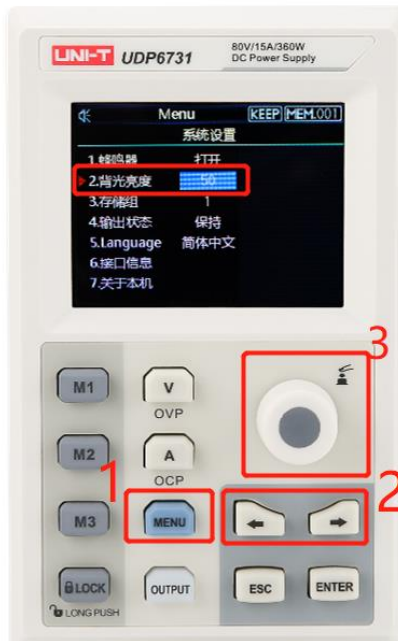 UNI-T UDP6731
80V/15A/360W
DC Power Supply
Menu KEEP MEM.001
系统设置
1.蜂鸣器 打开
2.背光亮度 50
3.存储组 1
4.输出状态 保持
5.Language 简体中文
6.接口信息
7.关于本机
3
M1 V
OVP
M2 A
OCP
1 2
M3 MENU
LOCK OUTPUT ESC ENTER
LONG PUSH